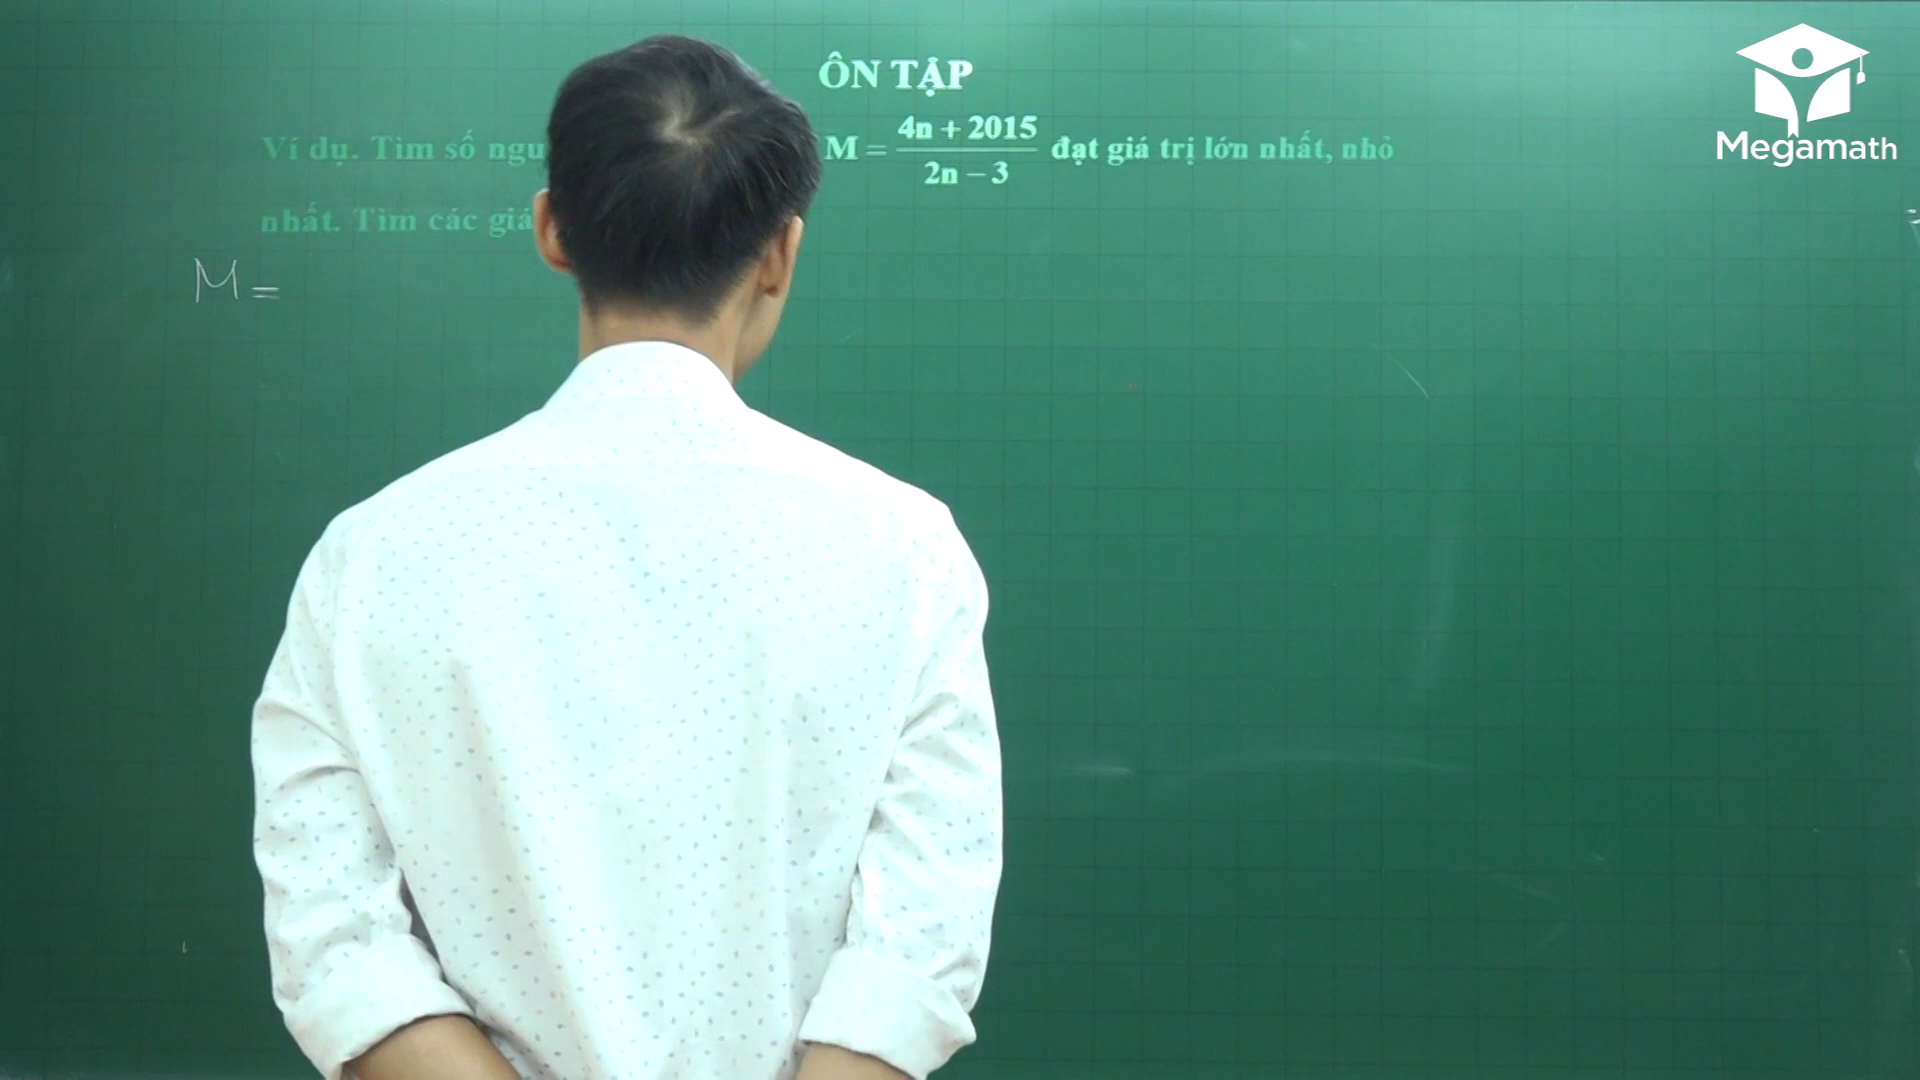 ÔN TẬP
Megamath
Ví dụ. Tìm số M = \frac{4n + 2015}{2n - 3} đạt giá trị lớn nhất, nhỏ
nhất. Tìm các giá
M =